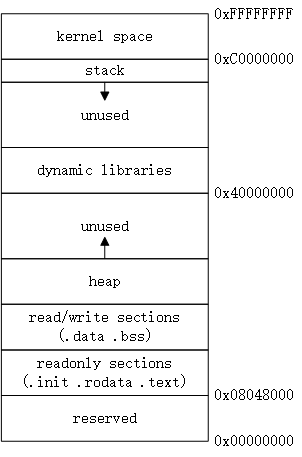 0xFFFFFFFF
kernel space
0xC0000000
stack
unused
dynamic libraries
0x40000000
unused
heap
read/write sections
(.data .bss)
readonly sections
(.init .rodata .text)
0x08048000
reserved
0x00000000